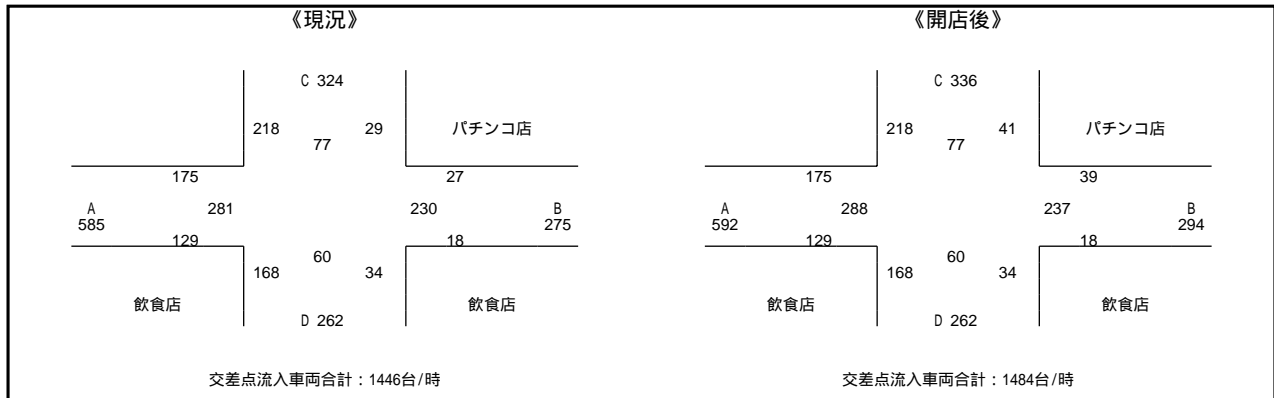 《現況》
C 324
218
77
29
パチンコ店
175
27
A
585
281
230
B
275
129
18
168
60
34
飲食店
飲食店
D 262
交差点流入車両合計：1446台/時
《開店後》
C 336
218
77
41
パチンコ店
175
39
A
592
288
237
B
294
129
18
168
60
34
飲食店
飲食店
D 262
交差点流入車両合計：1484台/時